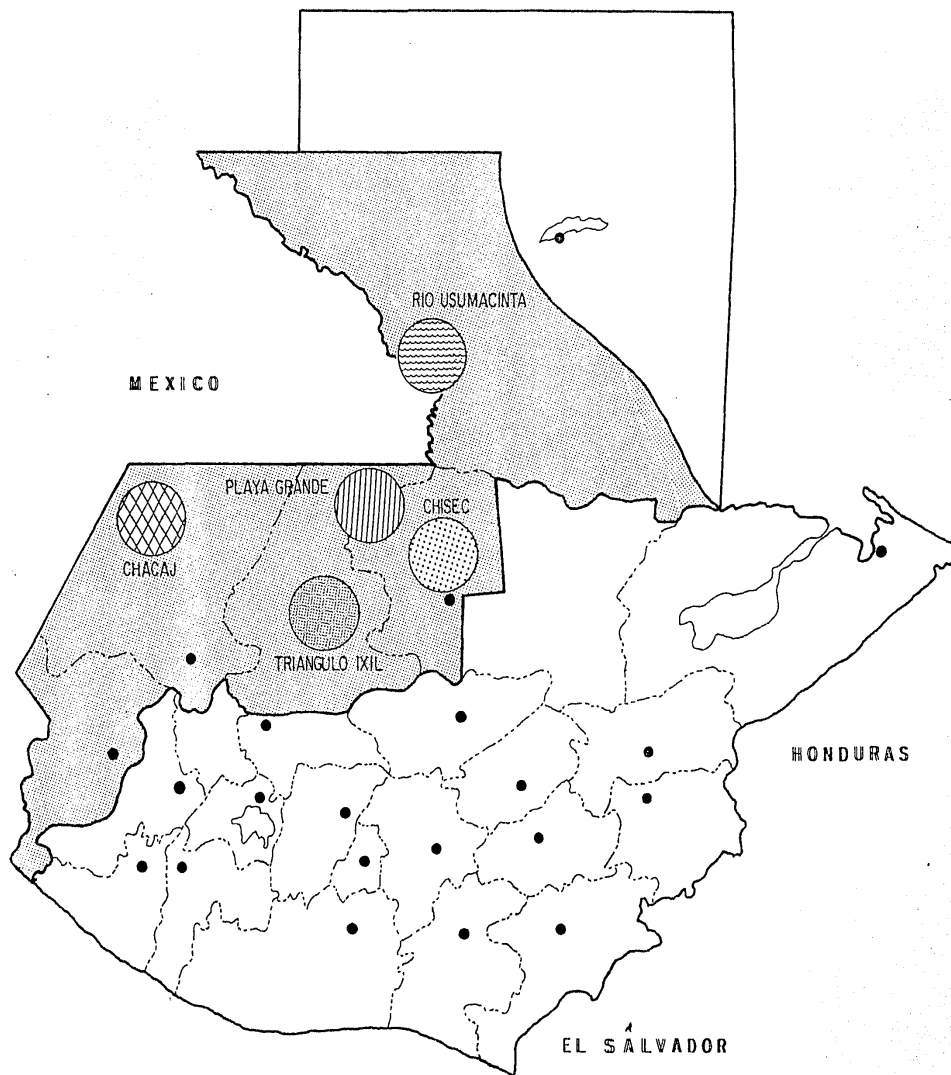 RIO USUMACINTA
MEXICO
PLAYA GRANDE
CHISEC
CHACAJ
TRIANGULO IXIL
HONDURAS
EL SALVADOR